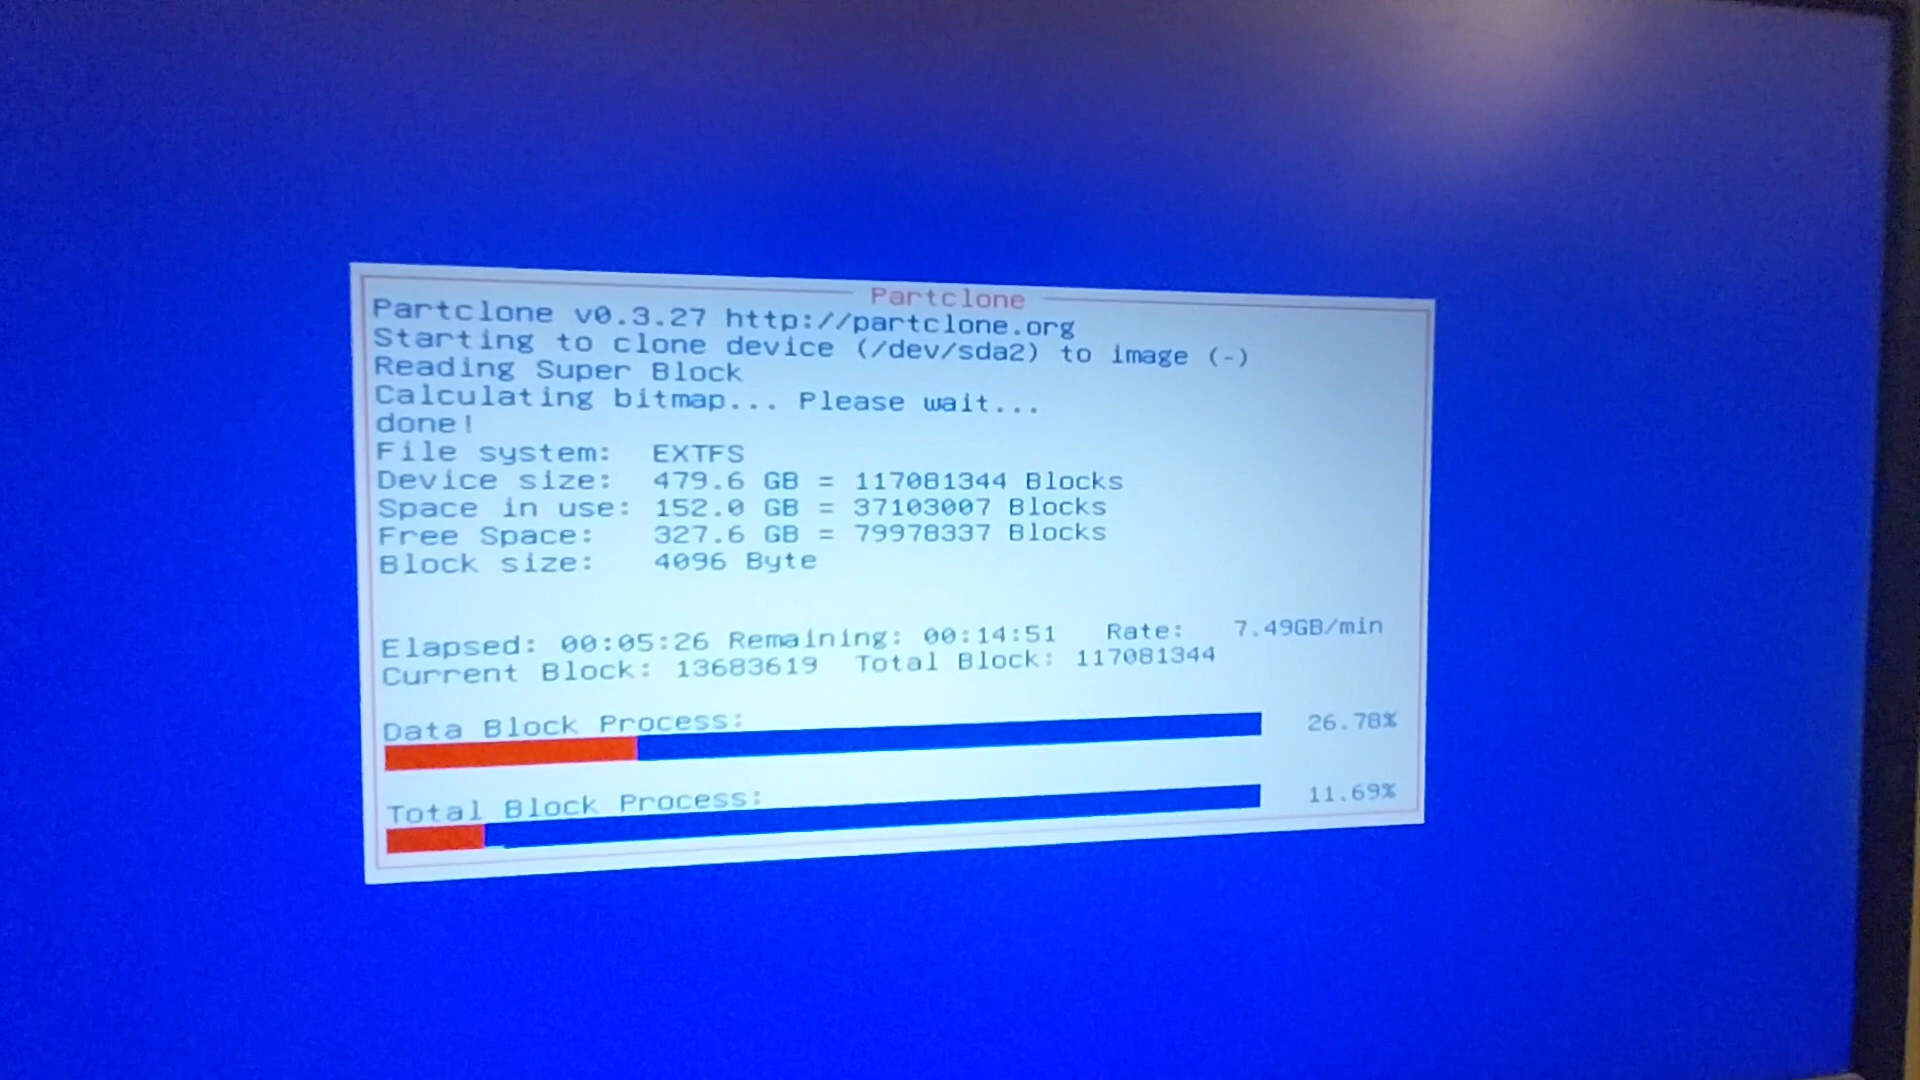 Partclone
Partclone v0.3.27 http://partclone.org
Starting to clone device (/dev/sda2) to image (-)
Reading Super Block
Calculating bitmap... Please wait...
done!
File system: EXTFS
Device size: 479.6 GB = 117081344 Blocks
Space in use: 152.0 GB = 37103007 Blocks
Free Space: 327.6 GB = 79978337 Blocks
Block size: 4096 Byte
Elapsed: 00:05:26 Remaining: 00:14:51 Rate: 7.49GB/min
Current Block: 13683619 Total Block: 117081344
Data Block Process:
26.78%
Total Block Process:
11.69%